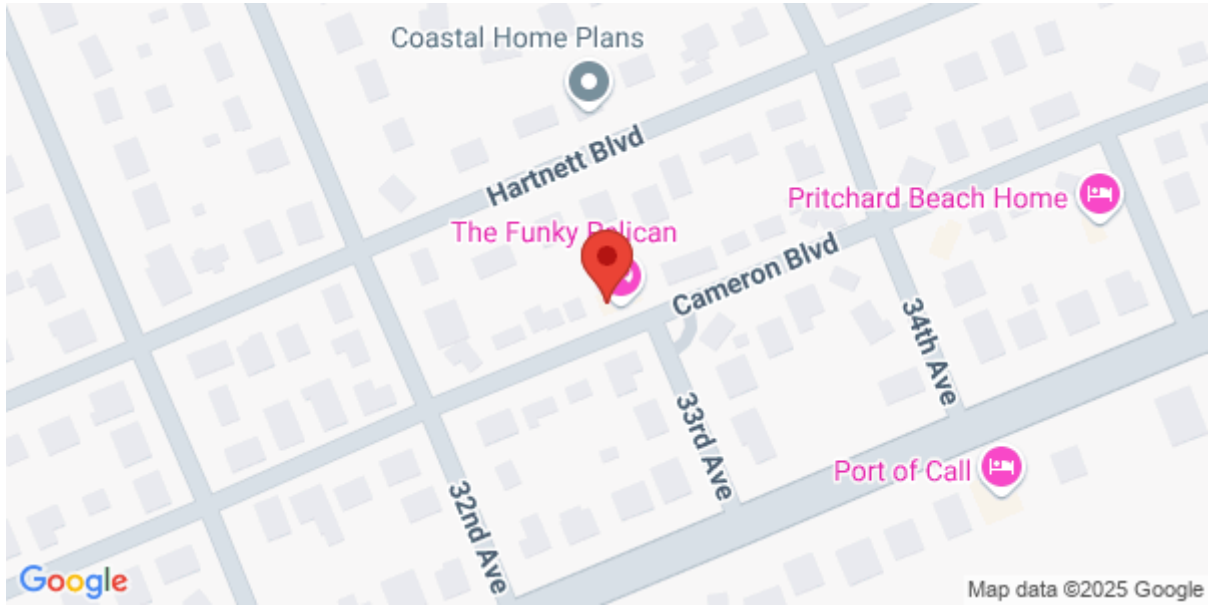 Coastal Home Plans
Hartnett Blvd
Pritchard Beach Home
The Funky Pelican
Cameron Blvd
34th Ave
33rd Ave
Port of Call
32nd Ave
Google
Map data ©2025 Google